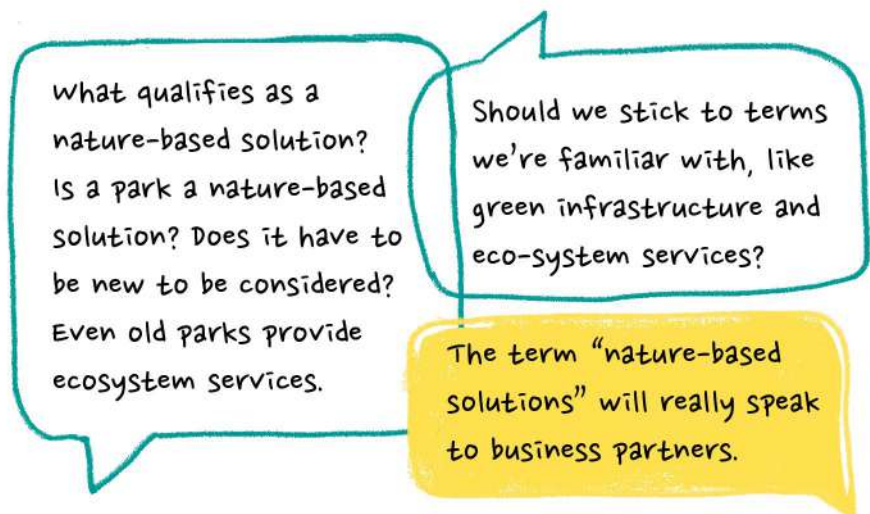 What qualifies as a
nature-based solution?
Is a park a nature-based
solution? Does it have to
be new to be considered?
Even old parks provide
ecosystem services.
Should we stick to terms
we're familiar with, like
green infrastructure and
eco-system services?
The term “nature-based
solutions” will really speak
to business partners.